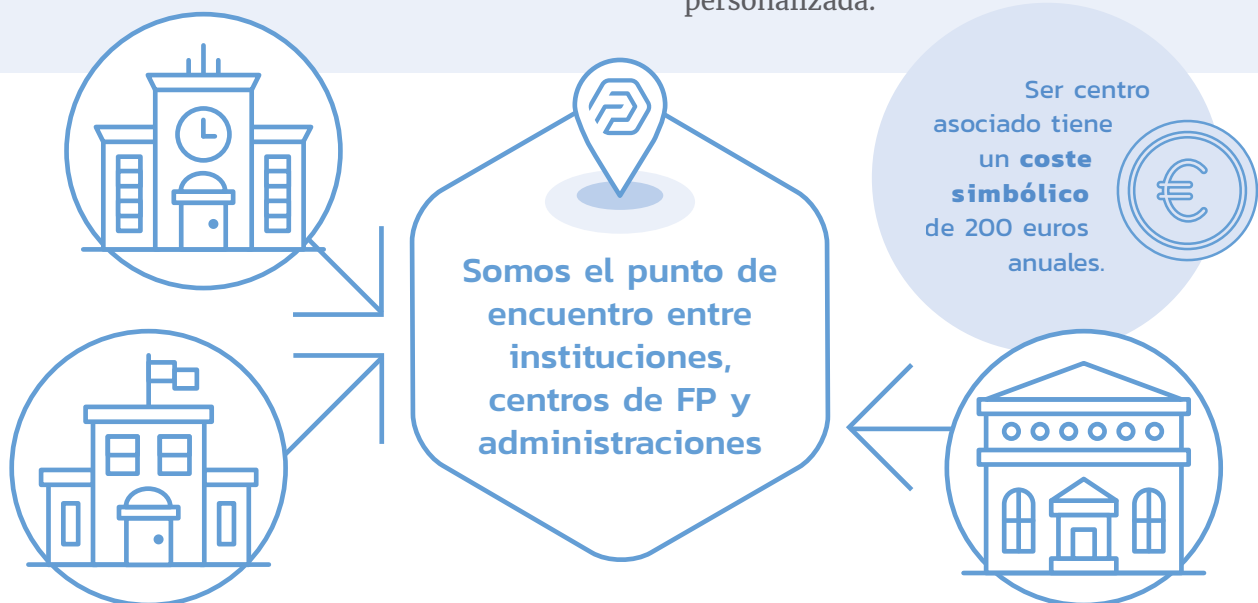 personalizada.
Ser centro
asociado tiene
un coste
simbólico
de 200 euros
anuales.
€
Somos el punto de
encuentro entre
instituciones,
centros de FP y
administraciones